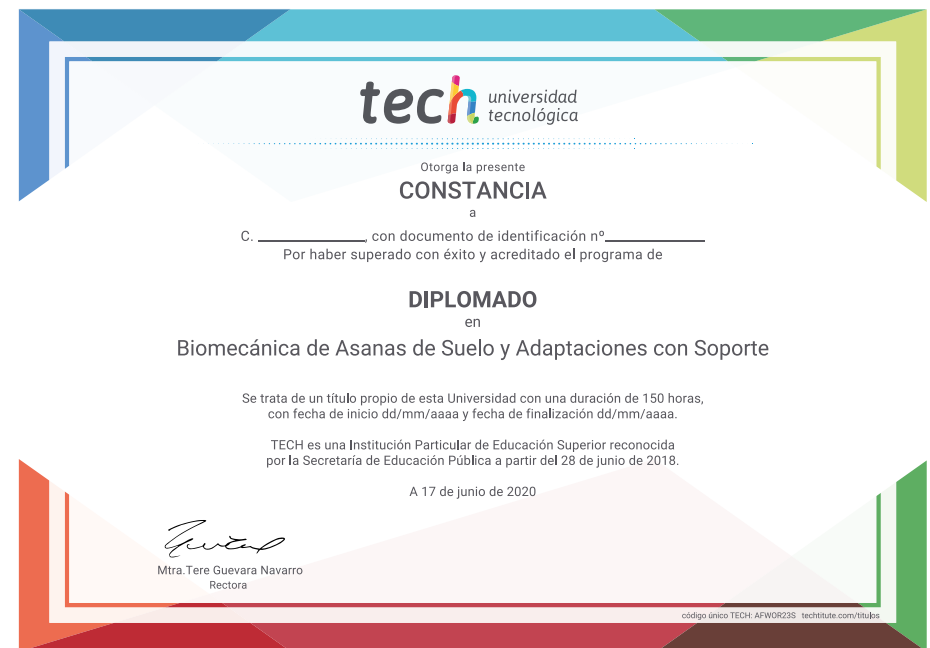 tech universidad
tecnológica
Otorga la presente
CONSTANCIA
a
C. ____________, con documento de identificación nº____________
Por haber superado con éxito y acreditado el programa de
DIPLOMADO
en
Biomecánica de Asanas de Suelo y Adaptaciones con Soporte
Se trata de un título propio de esta Universidad con una duración de 150 horas,
con fecha de inicio dd/mm/aaaa y fecha de finalización dd/mm/aaaa.
TECH es una Institución Particular de Educación Superior reconocida
por la Secretaría de Educación Pública a partir del 28 de junio de 2018.
A 17 de junio de 2020
Mtra.Tere Guevara Navarro
Rectora
código único TECH: AFWOR23S techtitute.com/titulos